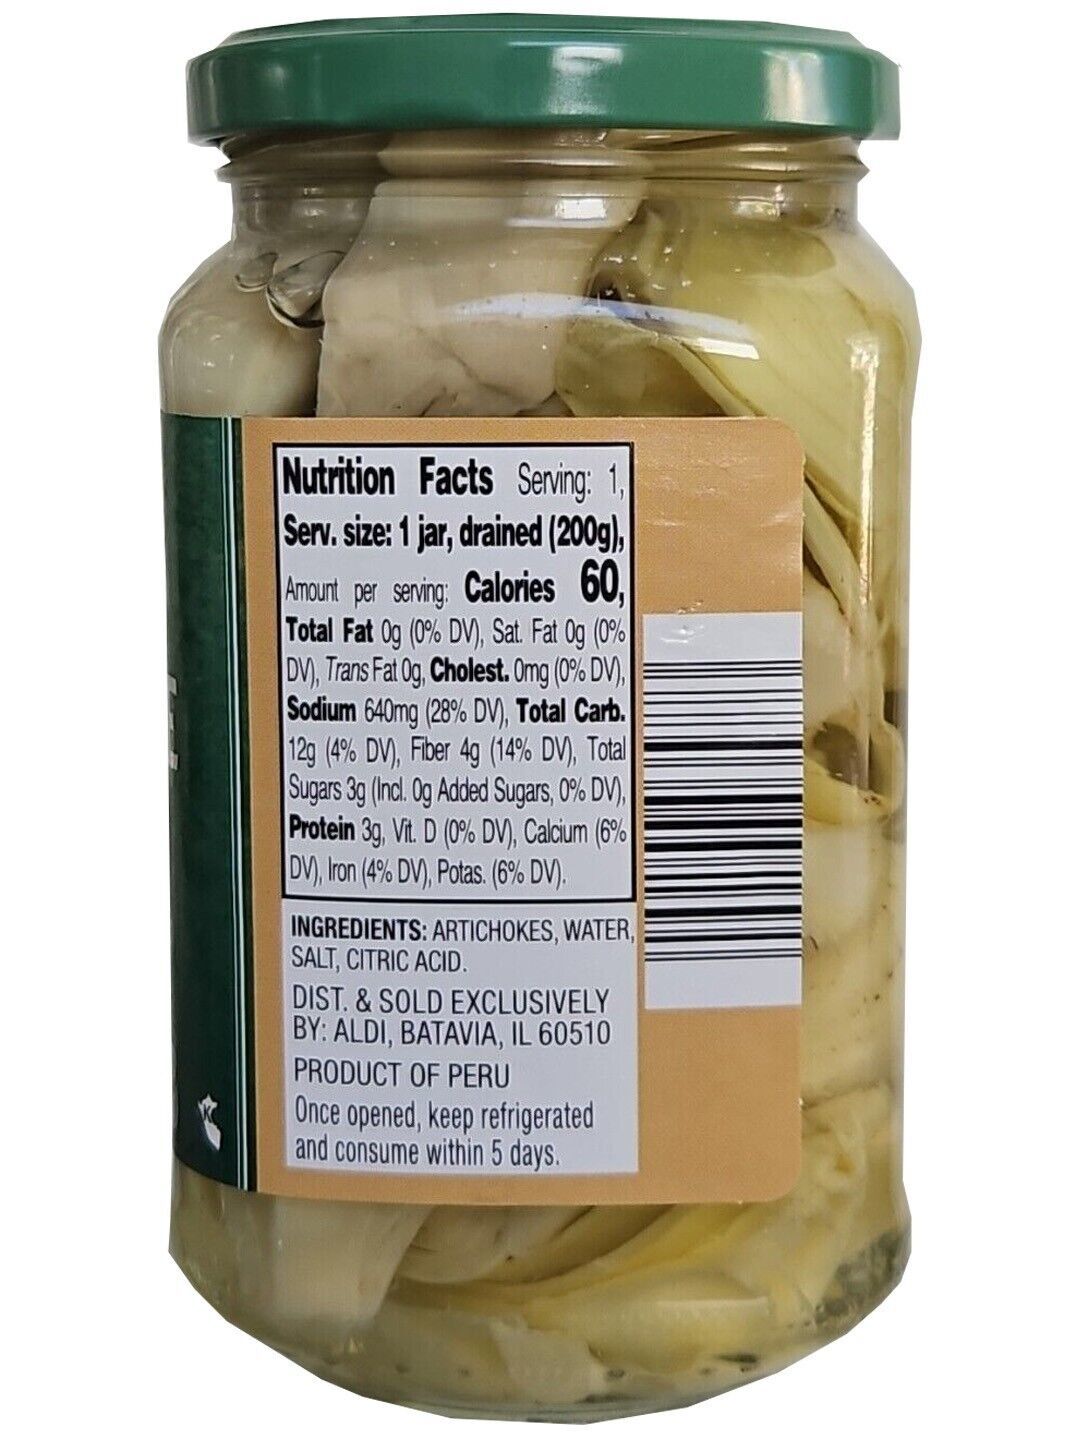 Nutrition Facts Serving: 1,
Serv. size: 1 jar, drained (200g),
Amount per serving: Calories 60,
Total Fat 0g (0% DV), Sat. Fat 0g (0%
DV), Trans Fat 0g, Cholest. 0mg (0% DV),
Sodium 640mg (28% DV), Total Carb.
12g (4% DV), Fiber 4g (14% DV), Total
Sugars 3g (Incl. 0g Added Sugars, 0% DV),
Protein 3g, Vit. D (0% DV), Calcium (6%
DV), Iron (4% DV), Potas. (6% DV).
INGREDIENTS: ARTICHOKES, WATER,
SALT, CITRIC ACID.
DIST. & SOLD EXCLUSIVELY
BY: ALDI, BATAVIA, IL 60510
PRODUCT OF PERU
Once opened, keep refrigerated
and consume within 5 days.
K